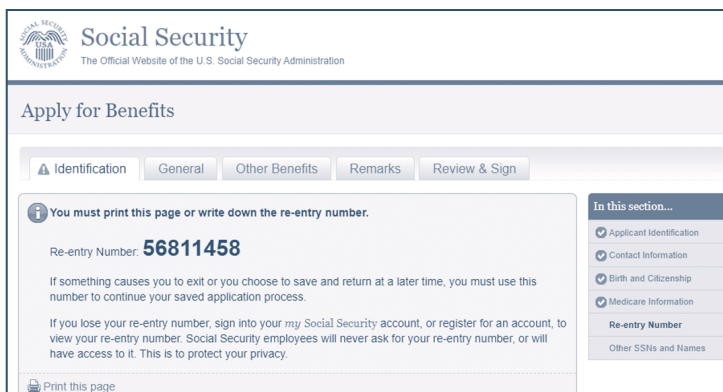 SOCIAL SECURITY
USA
ADMINISTRATION
Social Security
The Official Website of the U.S. Social Security Administration
Apply for Benefits
Identification
General
Other Benefits
Remarks
Review & Sign
You must print this page or write down the re-entry number.
Re-entry Number: 56811458
If something causes you to exit or you choose to save and return at a later time, you must use this
number to continue your saved application process.
If you lose your re-entry number, sign into your my Social Security account, or register for an account, to
view your re-entry number. Social Security employees will never ask for your re-entry number, or will
have access to it. This is to protect your privacy.
Print this page
In this section...
Applicant Identification
Contact Information
Birth and Citizenship
Medicare Information
Re-entry Number
Other SSNs and Names